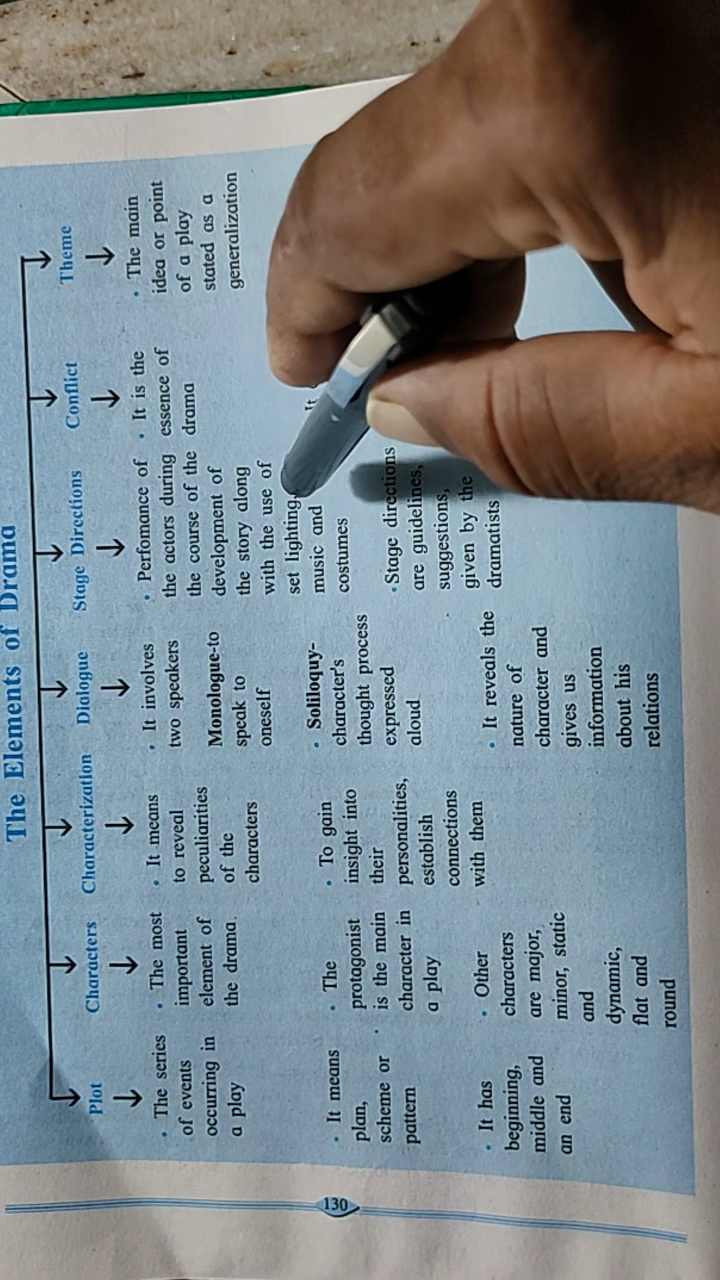 The Elements of Drama
Plot
• The series
of events
occurring in
a play
• It means
plan,
scheme or
pattern
• It has
beginning,
middle and
an end
Characters
• The most
important
element of
the drama.
• The
protagonist
is the main
character in
a play
• Other
characters
are major,
minor, static
and
dynamic,
flat and
round
Characterization
• It means
to reveal
peculiarities
of the
characters
• To gain
insight into
their
personalities,
establish
connections
with them
Dialogue
• It involves
two speakers
Monologue-to
speak to
oneself
• Soliloquy-
character's
thought process
expressed
aloud
• It reveals the
nature of
character and
gives us
information
about his
relations
Stage Directions
• Perfomance of
the actors during
the course of the
development of
the story along
with the use of
set lighting,
music and
costumes
• Stage directions
are guidelines,
suggestions,
given by the
dramatists
Conflict
• It is the
essence of
drama
It
Theme
• The main
idea or point
of a play
stated as a
generalization
130